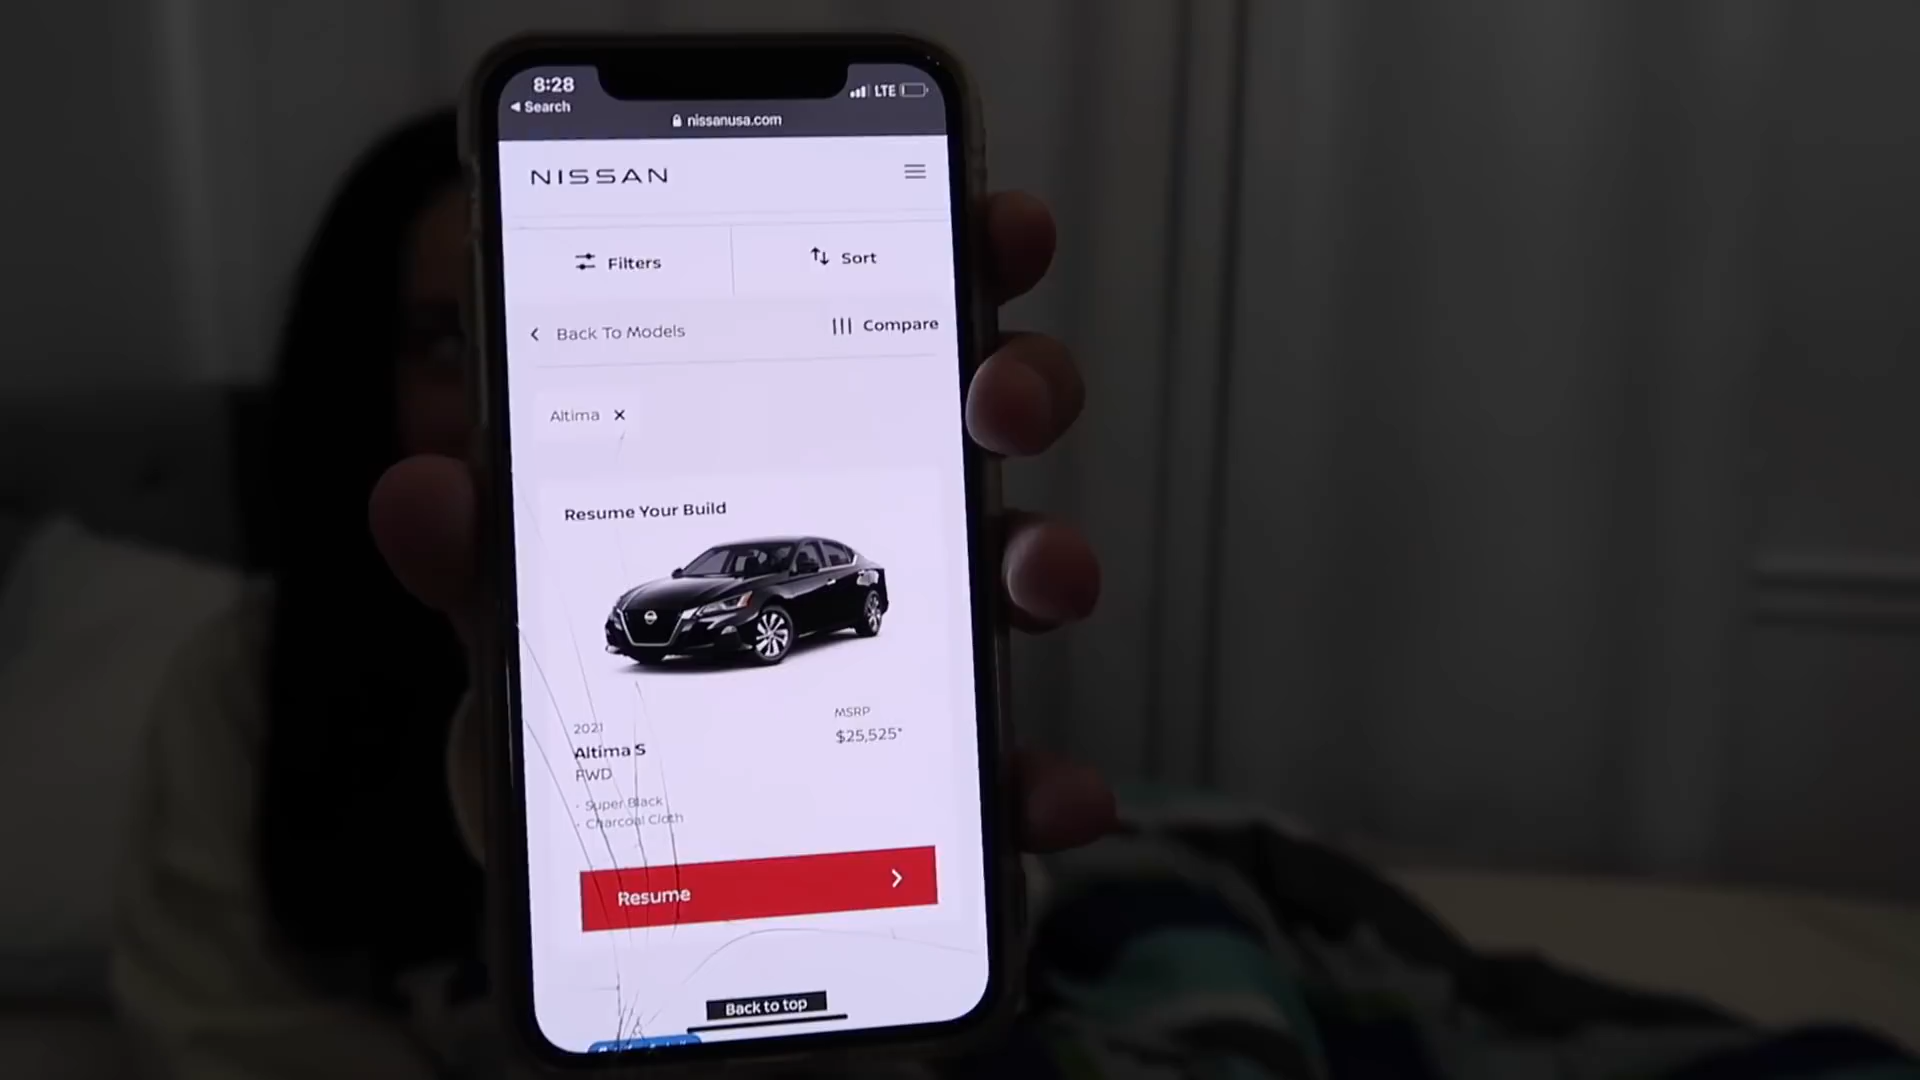 8:28
LTE
Search
nissanusa.com
NISSAN
Filters
Sort
Back To Models
Compare
Altima
Resume Your Build
2021
Altima S
FWD
MSRP
$25,525*
Super Black
Charcoal Cloth
Resume
Back to top